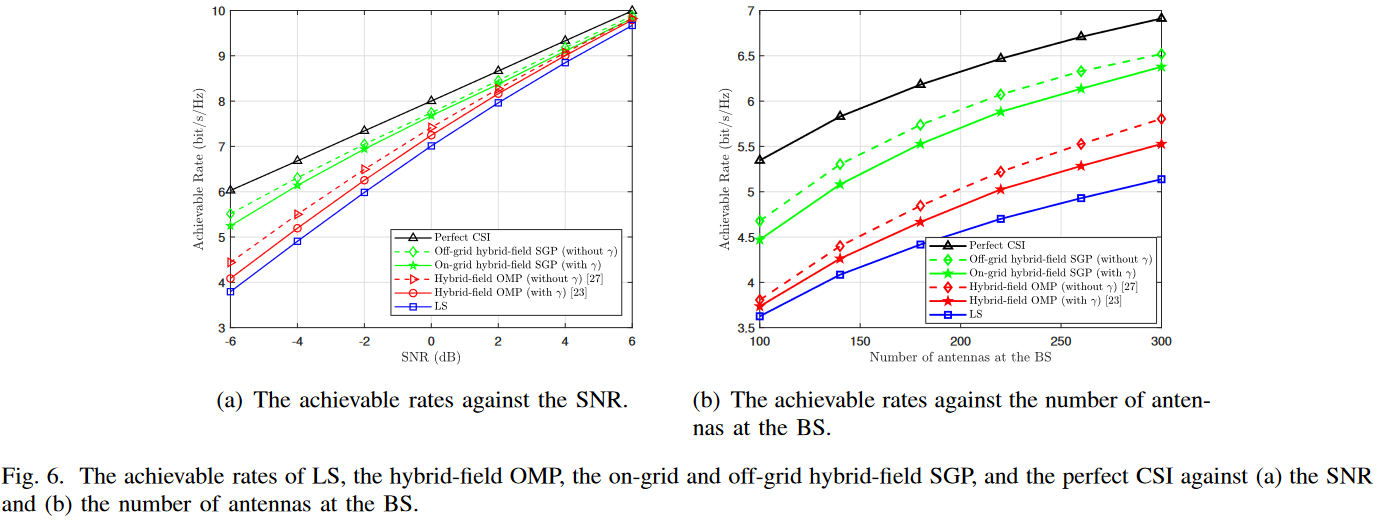 10
9
8
7
6
5
4
3
-6
-4
-2
0
2
4
6
Achievable Rate (bit/s/Hz)
SNR (dB)
Perfect CSI
Off-grid hybrid-field SGP (without γ)
On-grid hybrid-field SGP (with γ)
Hybrid-field OMP (without γ) [27]
Hybrid-field OMP (with γ) [23]
LS
7
6.5
6
5.5
5
4.5
4
3.5
100
150
200
250
300
Achievable Rate (bit/s/Hz)
Number of antennas at the BS
Perfect CSI
Off-grid hybrid-field SGP (without γ)
On-grid hybrid-field SGP (with γ)
Hybrid-field OMP (without γ) [27]
Hybrid-field OMP (with γ) [23]
LS
(a) The achievable rates against the SNR.
(b) The achievable rates against the number of anten-
nas at the BS.
Fig. 6. The achievable rates of LS, the hybrid-field OMP, the on-grid and off-grid hybrid-field SGP, and the perfect CSI against (a) the SNR
and (b) the number of antennas at the BS.